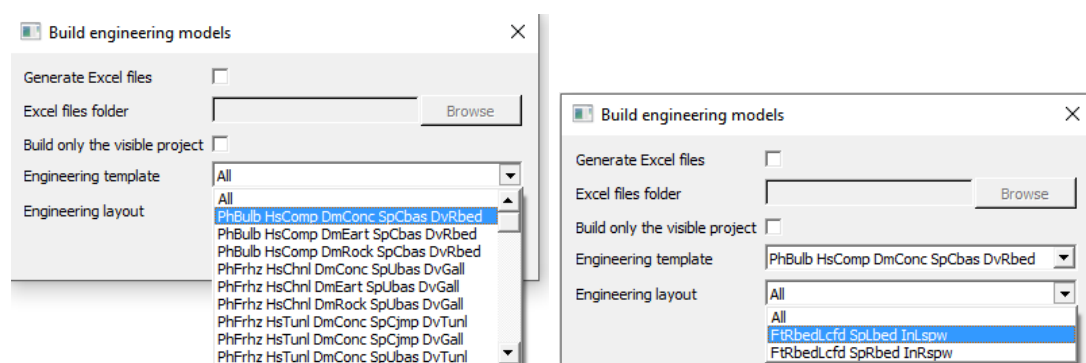 Build engineering models
Generate Excel files
Excel files folder Browse
Build only the visible project
Engineering template All
Engineering layout
All
PhBulb HsComp DmConc SpCbas DvRbed
PhBulb HsComp DmEart SpCbas DvRbed
PhBulb HsComp DmRock SpCbas DvRbed
PhFrhz HsChnl DmConc SpUbas DvGall
PhFrhz HsChnl DmEart SpUbas DvGall
PhFrhz HsChnl DmRock SpUbas DvGall
PhFrhz HsTunl DmConc SpCjmp DvTunl
PhFrhz HsTunl DmConc SpCjmp DvGall
PhFrhz HsTunl DmConc SpUbas DvTunl
Build engineering models
Generate Excel files
Excel files folder Browse
Build only the visible project
Engineering template PhBulb HsComp DmConc SpCbas DvRbed
Engineering layout All
All
FtRbedLcfd SpLbed InLspw
FtRbedLcfd SpRbed InRspw